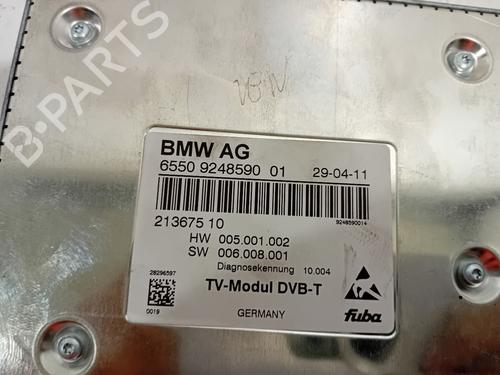 B-PARTS
BMW AG
6550 9248590 01 29-04-11
9248590014
213675 10
HW 005.001.002
SW 006.008.001
Diagnosekennung 10.004
28296597
TV-Modul DVB-T
0019
GERMANY
fuba